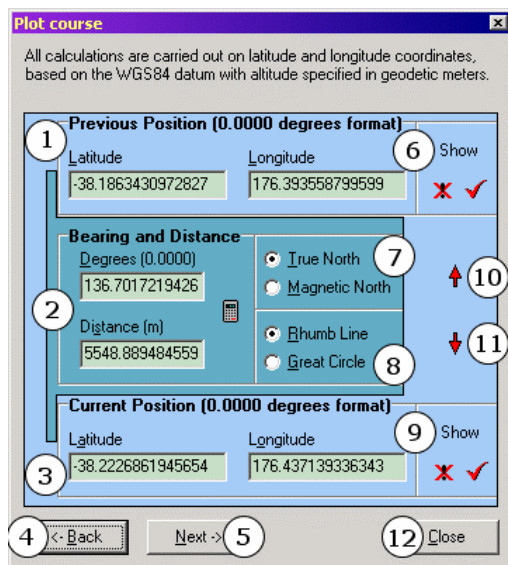 Plot course
All calculations are carried out on latitude and longitude coordinates,
based on the WGS84 datum with altitude specified in geodetic meters.
Previous Position (0.0000 degrees format)
1
6
Show
Latitude
Longitude
-38.1863430972827
176.393558799599
Bearing and Distance
Degrees (0.0000)
136.7017219426
True North
7
Magnetic North
10
2
Distance (m)
5548.889484559
Rhumb Line
Great Circle
8
11
Current Position (0.0000 degrees format)
9
Show
Latitude
Longitude
3
-38.2226861945654
176.437139336343
4
<- Back
Next ->
5
12
Close